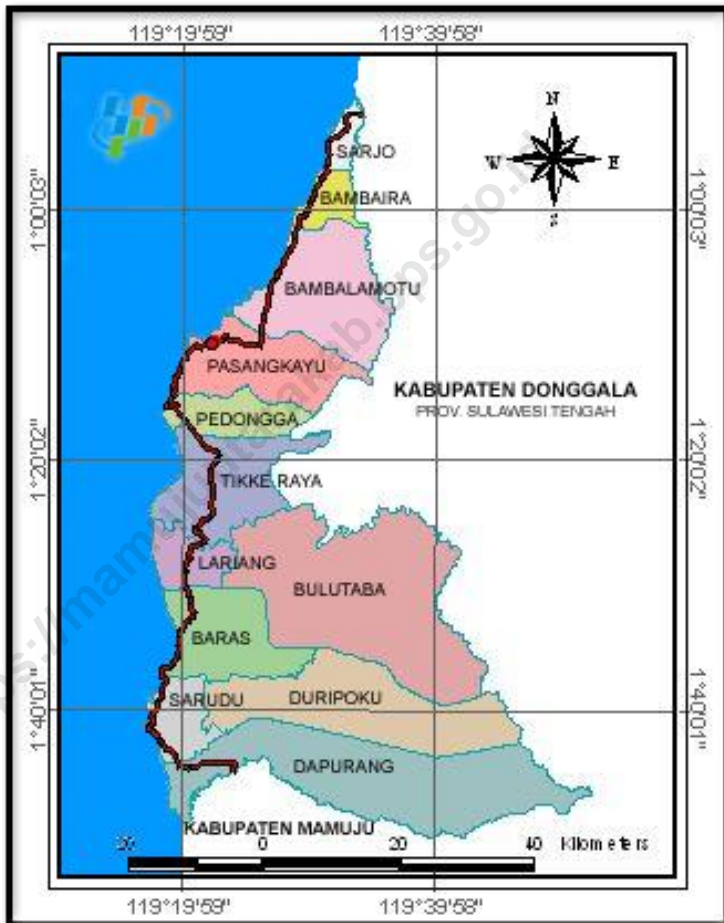 119°19'59" 119°39'58"
N
W E
S
SARJO
BAMBAIRA
1°00'03" 1°00'03"
BAMBALAMOTU
PASANGKAYU
KABUPATEN DONGGALA
PROV. SULAWESI TENGAH
PEDONGGA
1°20'02" 1°20'02"
TIKKE RAYA
LARIANG
BULUTABA
BARAS
SARUDU
DURIPOKU
1°40'01" 1°40'01"
DAPURANG
KABUPATEN MAMUJU
20 0 20 40 Kilometers
119°19'59" 119°39'58"